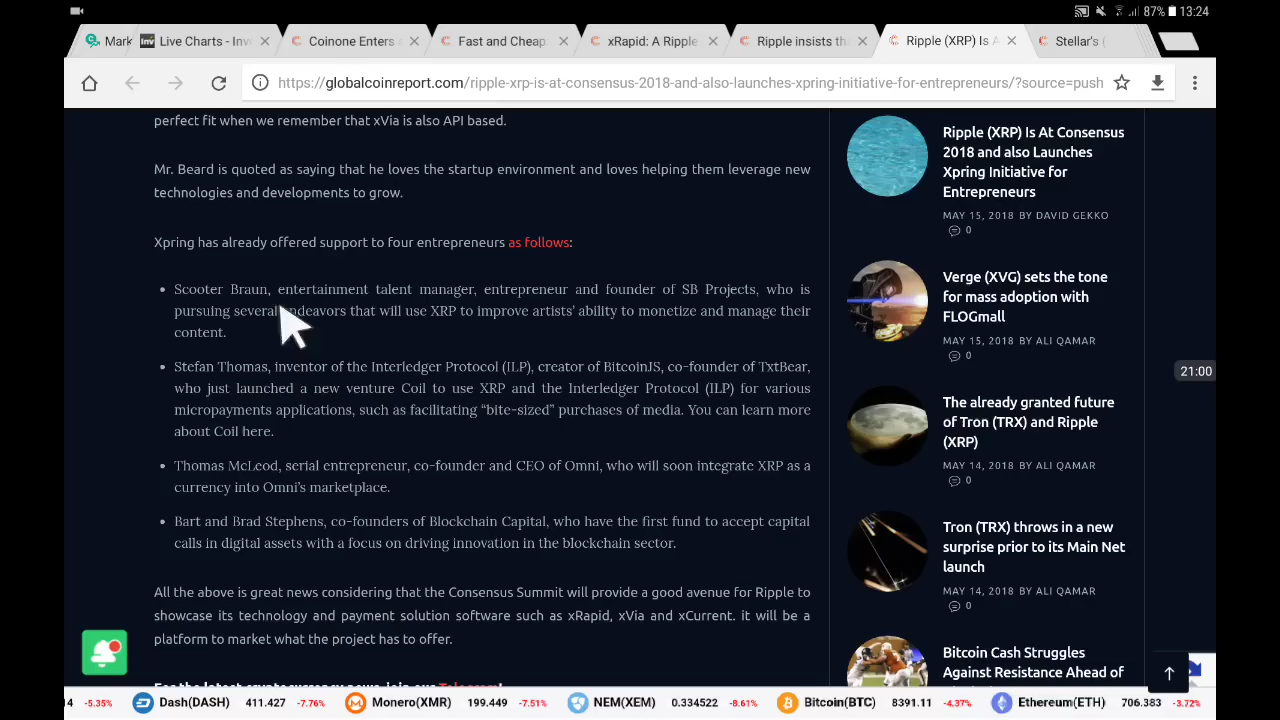 87% 13:24
Mark
Live Charts - Inv
Coinone Enters a
Fast and Cheap
xRapid: A Ripple
Ripple insists tha
Ripple (XRP) Is A
Stellar's (
https://globalcoinreport.com/ripple-xrp-is-at-consensus-2018-and-also-launches-xpring-initiative-for-entrepreneurs/?source=push
perfect fit when we remember that xVia is also API based.
Mr. Beard is quoted as saying that he loves the startup environment and loves helping them leverage new
technologies and developments to grow.
Xpring has already offered support to four entrepreneurs as follows:
Scooter Braun, entertainment talent manager, entrepreneur and founder of SB Projects, who is
pursuing several endeavors that will use XRP to improve artists' ability to monetize and manage their
content.
Stefan Thomas, inventor of the Interledger Protocol (ILP), creator of BitcoinJS, co-founder of TxtBear,
who just launched a new venture Coil to use XRP and the Interledger Protocol (ILP) for various
micropayments applications, such as facilitating “bite-sized” purchases of media. You can learn more
about Coil here.
Thomas McLeod, serial entrepreneur, co-founder and CEO of Omni, who will soon integrate XRP as a
currency into Omni's marketplace.
Bart and Brad Stephens, co-founders of Blockchain Capital, who have the first fund to accept capital
calls in digital assets with a focus on driving innovation in the blockchain sector.
All the above is great news considering that the Consensus Summit will provide a good avenue for Ripple to
showcase its technology and payment solution software such as xRapid, xVia and xCurrent. it will be a
platform to market what the project has to offer.
For the latest cryptocurrency news, join our Telegram!
Ripple (XRP) Is At Consensus
2018 and also Launches
Xpring Initiative for
Entrepreneurs
MAY 15, 2018 BY DAVID GEKKO
0
Verge (XVG) sets the tone
for mass adoption with
FLOGmall
MAY 15, 2018 BY ALI QAMAR
0
21:00
The already granted future
of Tron (TRX) and Ripple
(XRP)
MAY 14, 2018 BY ALI QAMAR
0
Tron (TRX) throws in a new
surprise prior to its Main Net
launch
MAY 14, 2018 BY ALI QAMAR
0
Bitcoin Cash Struggles
Against Resistance Ahead of
14 -5.35% Dash(DASH) 411.427 -7.76% Monero(XMR) 199.449 -7.51% NEM(XEM) 0.334522 -8.61% Bitcoin(BTC) 8391.11 -4.37% Ethereum(ETH) 706.383 -3.72%